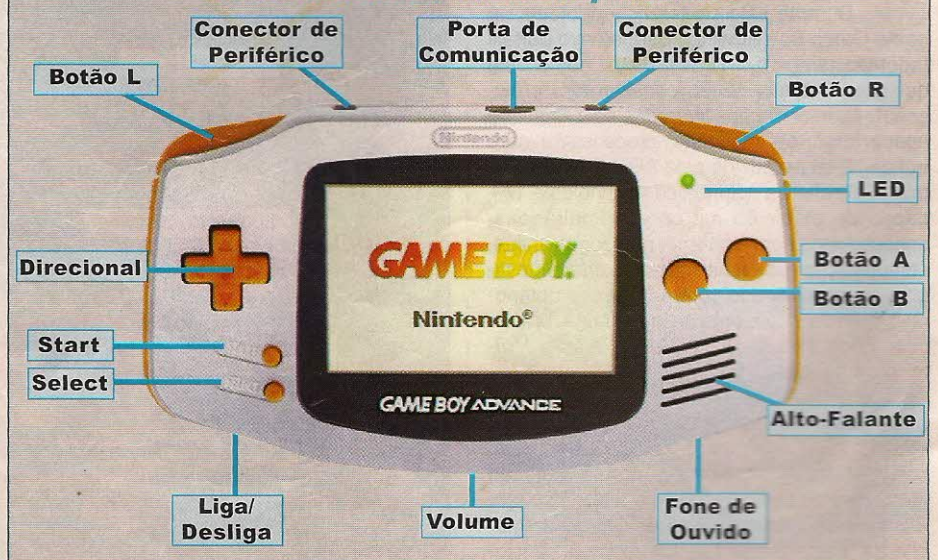 Conector de
Periférico
Porta de
Comunicação
Conector de
Periférico
Botão L
Botão R
Nintendo
LED
GAME BOY.
Direcional
Botão A
Nintendo®
Botão B
Start
Select
GAME BOY ADVANCE
Alto-Falante
Liga/
Desliga
Volume
Fone de
Ouvido